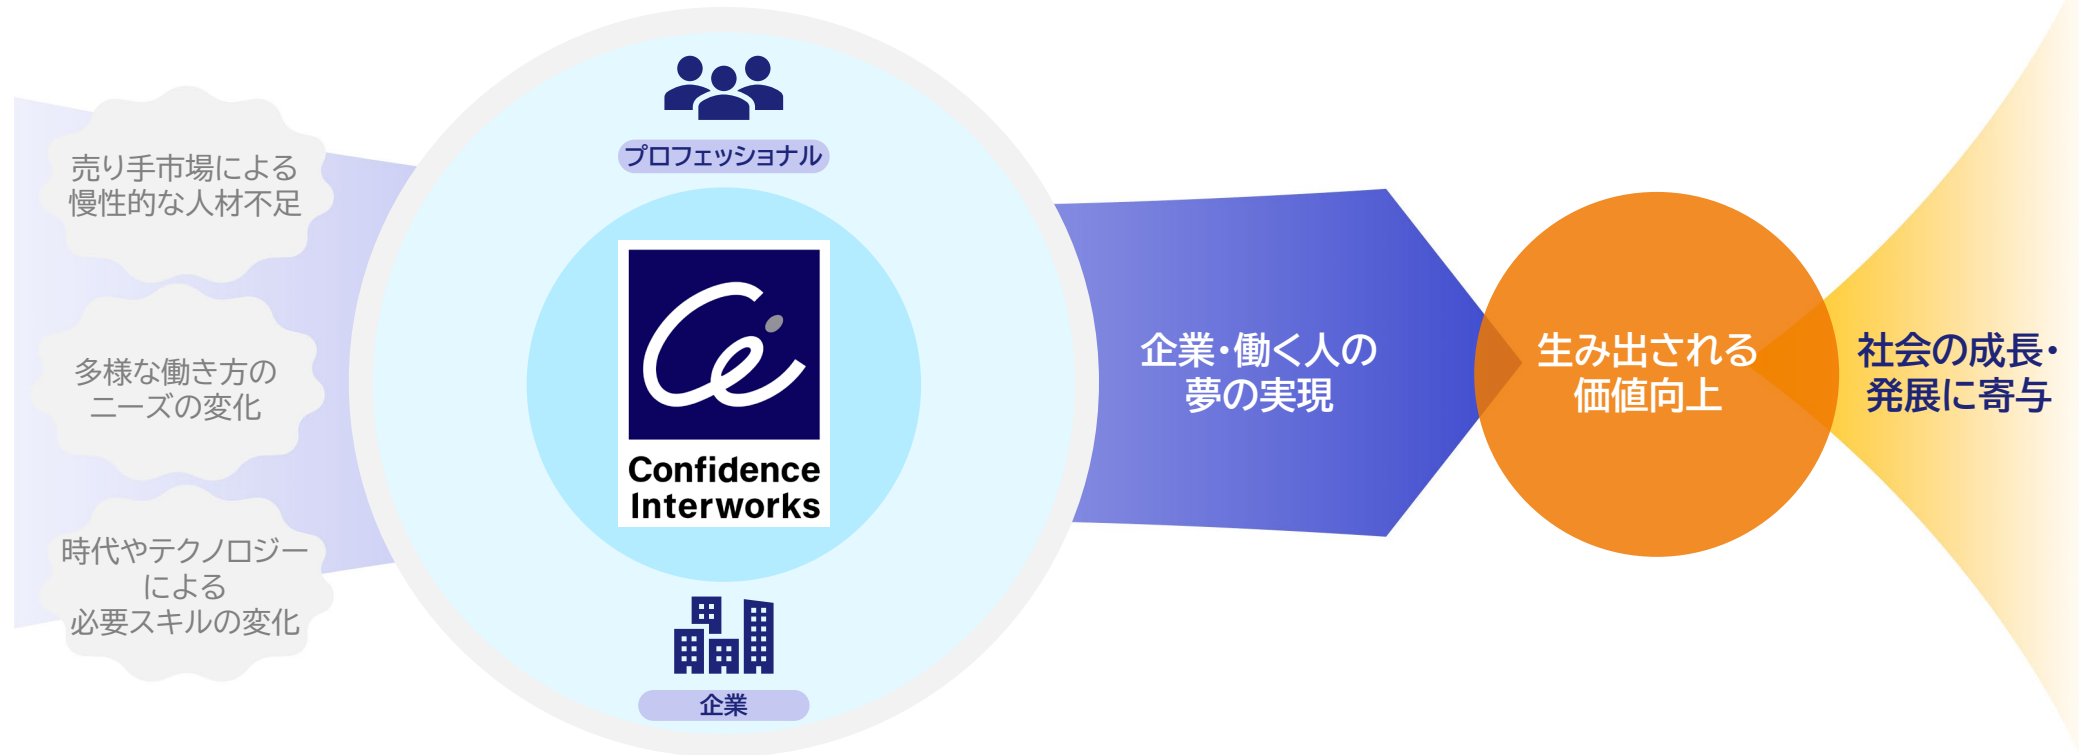 売り手市場による
慢性的な人材不足
多様な働き方の
ニーズの変化
時代やテクノロジー
による
必要スキルの変化
プロフェッショナル
Confidence
Interworks
企業
企業・働く人の
夢の実現
生み出される
価値向上
社会の成長・
発展に寄与